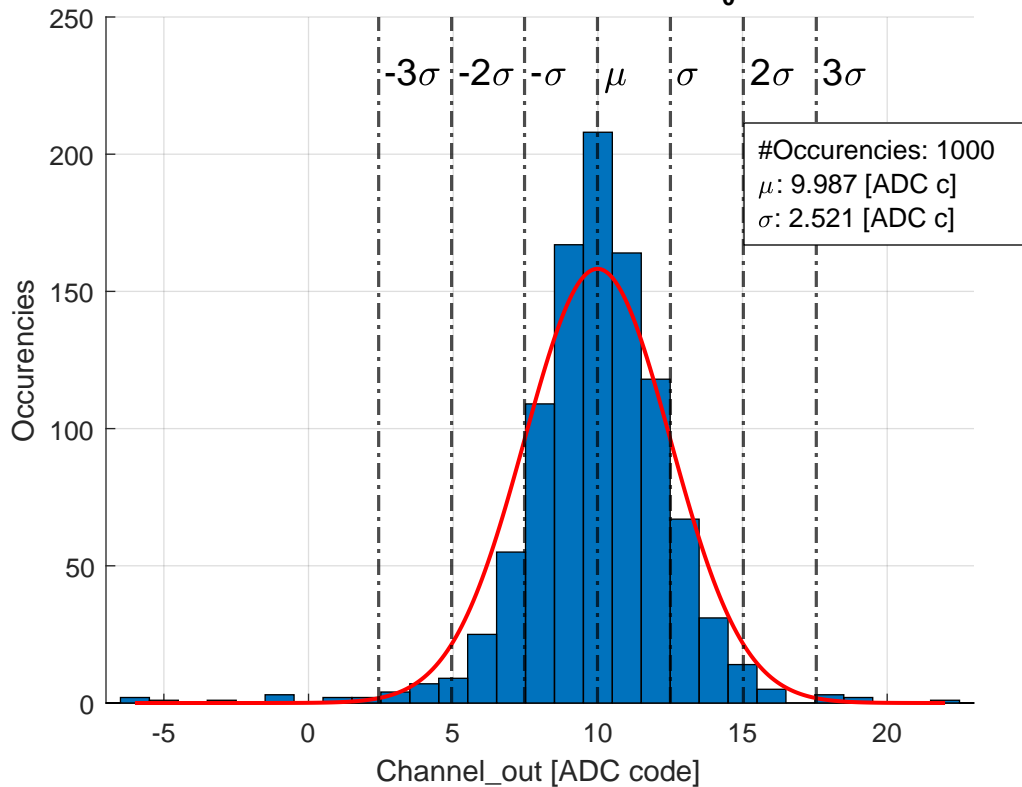 250
-3σ -2σ -σ μ σ 2σ 3σ
#Occurencies: 1000
μ: 9.987 [ADC c]
σ: 2.521 [ADC c]
200
150
100
50
0
Occurencies
-5 0 5 10 15 20
Channel_out [ADC code]